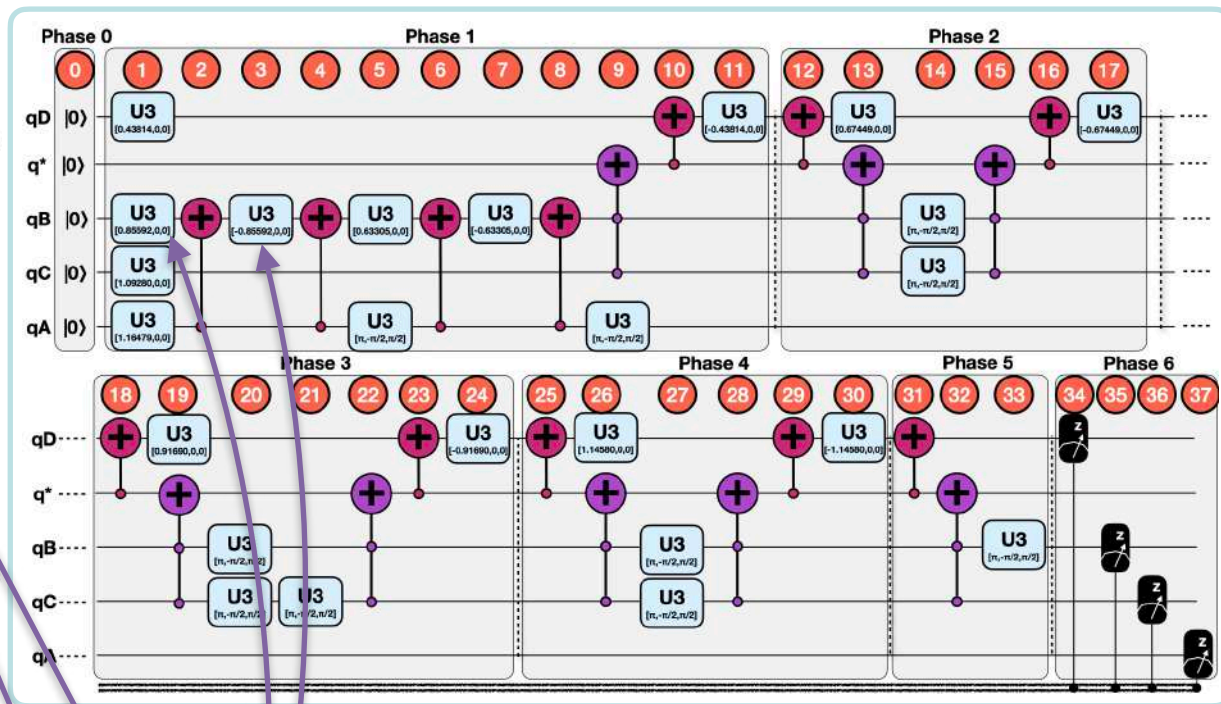 Phase 0 Phase 1 Phase 2
0 1 2 3 4 5 6 7 8 9 10 11 12 13 14 15 16 17
qD |0⟩ U3 U3 U3 U3
[0.43814,0,0] [-0.43814,0,0] [0.67449,0,0] [-0.67449,0,0]
q* |0⟩
qB |0⟩ U3 U3 U3 U3 U3
[0.85592,0,0] [-0.85592,0,0] [0.63305,0,0] [-0.63305,0,0] [π,-π/2,π/2]
qC |0⟩ U3 U3
[1.09280,0,0] [π,-π/2,π/2]
qA |0⟩ U3 U3 U3
[1.16479,0,0] [π,-π/2,π/2] [π,-π/2,π/2]
Phase 3 Phase 4 Phase 5 Phase 6
18 19 20 21 22 23 24 25 26 27 28 29 30 31 32 33 34 35 36 37
qD U3 U3 U3 U3 z
[0.91690,0,0] [-0.91690,0,0] [1.14580,0,0] [-1.14580,0,0]
q*
qB U3 U3 U3 z
[π,-π/2,π/2] [π,-π/2,π/2] [π,-π/2,π/2]
qC U3 U3 U3 z
[π,-π/2,π/2] [π,-π/2,π/2] [π,-π/2,π/2]
qA z